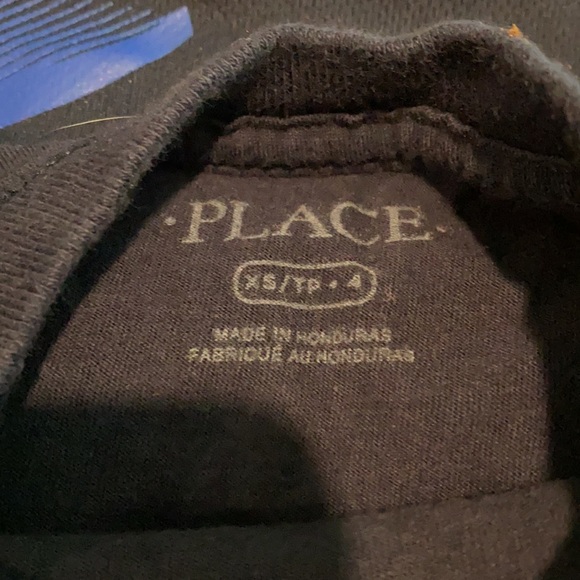 ·PLACE·
XS/TP • 4
MADE IN HONDURAS
FABRIQUÉ AU HONDURAS